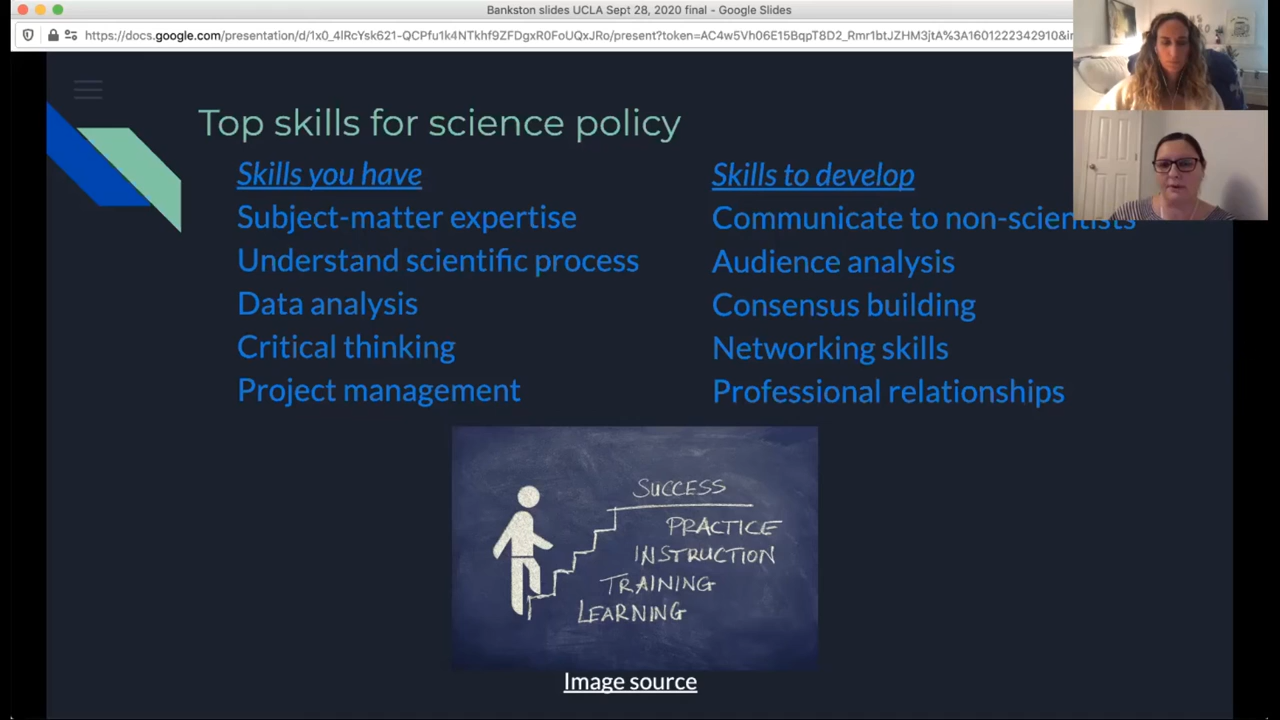 Bankston slides UCLA Sept 28, 2020 final - Google Slides
https://docs.google.com/presentation/d/1x0_4lRcYsk621-QCPfu1k4NTkhf9ZFDgxR0FoUQxJRo/present?token=AC4w5Vh06E15BqpT8D2_Rmr1btJZHM3jtA%3A1601222342910&in
Top skills for science policy
Skills you have
Subject-matter expertise
Understand scientific process
Data analysis
Critical thinking
Project management
Skills to develop
Communicate to non-scientists
Audience analysis
Consensus building
Networking skills
Professional relationships
SUCCESS
PRACTICE
INSTRUCTION
TRAINING
LEARNING
Image source